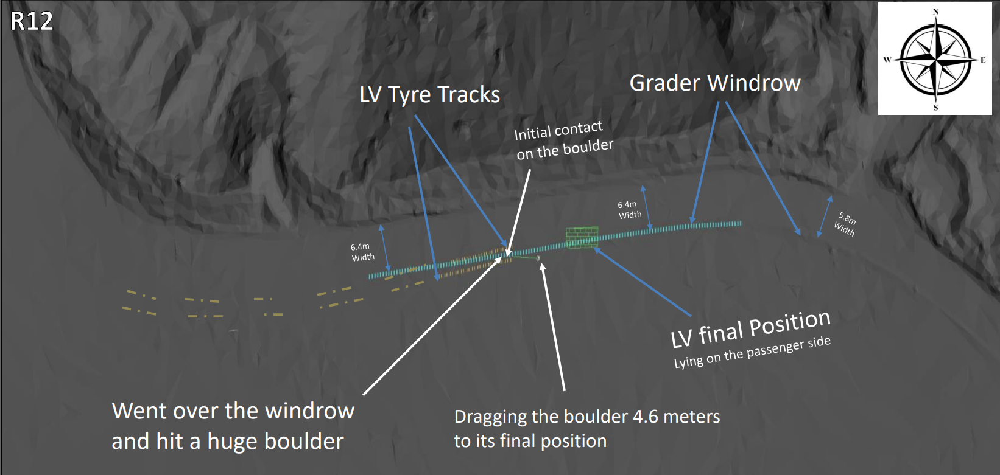 R12
N
W
E
S
LV Tyre Tracks
Grader Windrow
Initial contact
on the boulder
6.4m
Width
6.4m
Width
5.8m
Width
LV final Position
Lying on the passenger side
Went over the windrow
and hit a huge boulder
Dragging the boulder 4.6 meters
to its final position